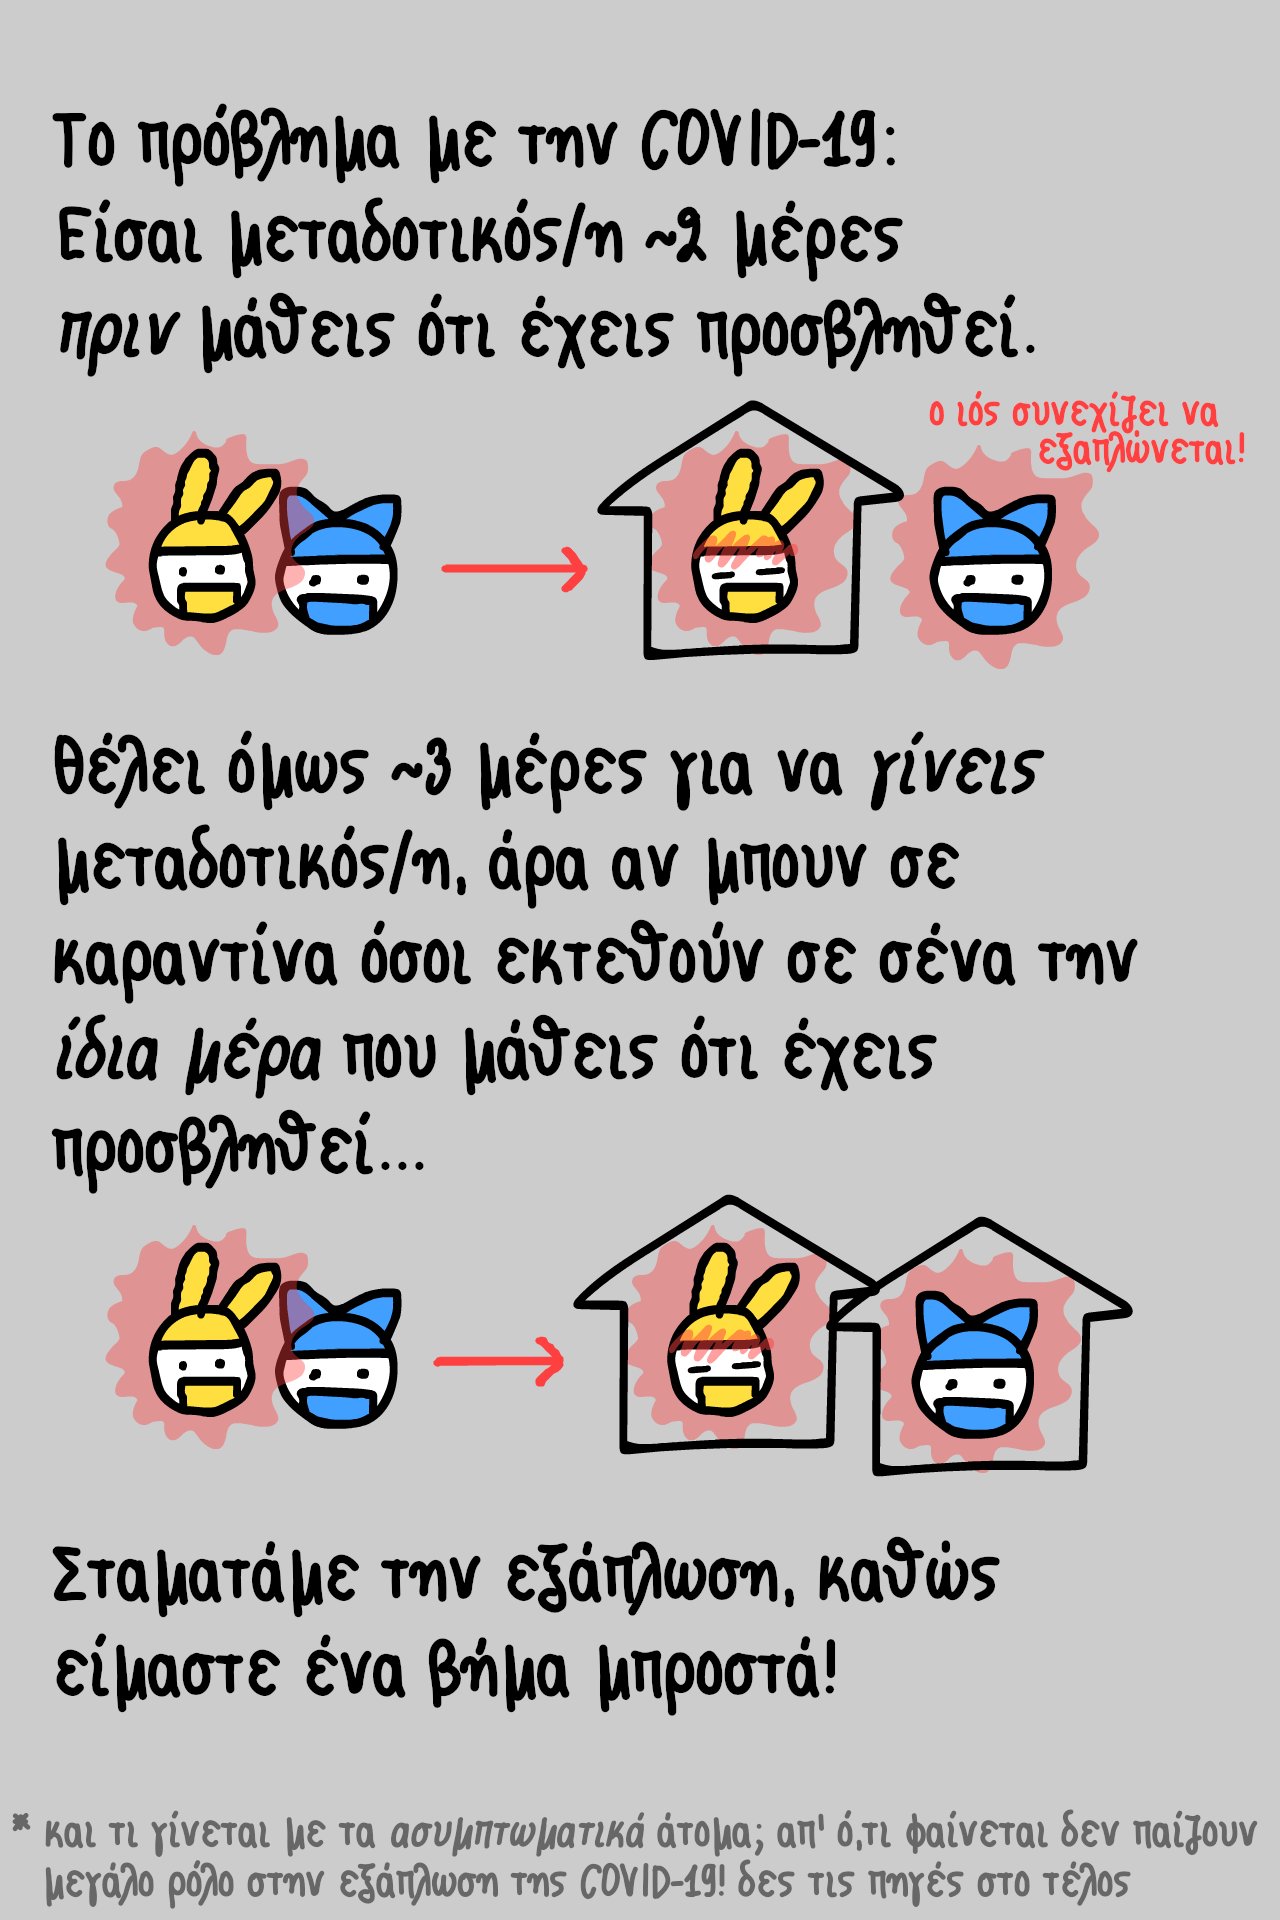 Το πρόβλημα με την COVID-19:
Είσαι μεταδοτικός/η ~2 μέρες
πριν μάθεις ότι έχεις προσβληθεί.
ο ιός συνεχίζει να
εξαπλώνεται!
Θέλει όμως ~3 μέρες για να γίνεις
μεταδοτικός/η, άρα αν μπουν σε
καραντίνα όσοι εκτεθούν σε σένα την
ίδια μέρα που μάθεις ότι έχεις
προσβληθεί...
Σταματάμε την εξάπλωση, καθώς
είμαστε ένα βήμα μπροστά!
* και τι γίνεται με τα ασυμπτωματικά άτομα; απ' ό,τι φαίνεται δεν παίζουν
μεγάλο ρόλο στην εξάπλωση της COVID-19! δες τις πηγές στο τέλος